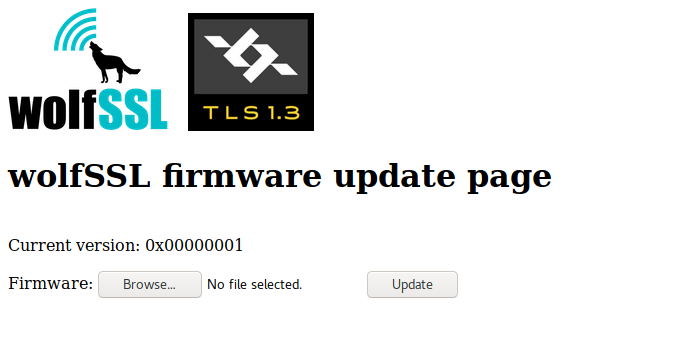 wolfSSL
TLS 1.3
wolfSSL firmware update page
Current version: 0x00000001
Firmware: Browse... No file selected. Update